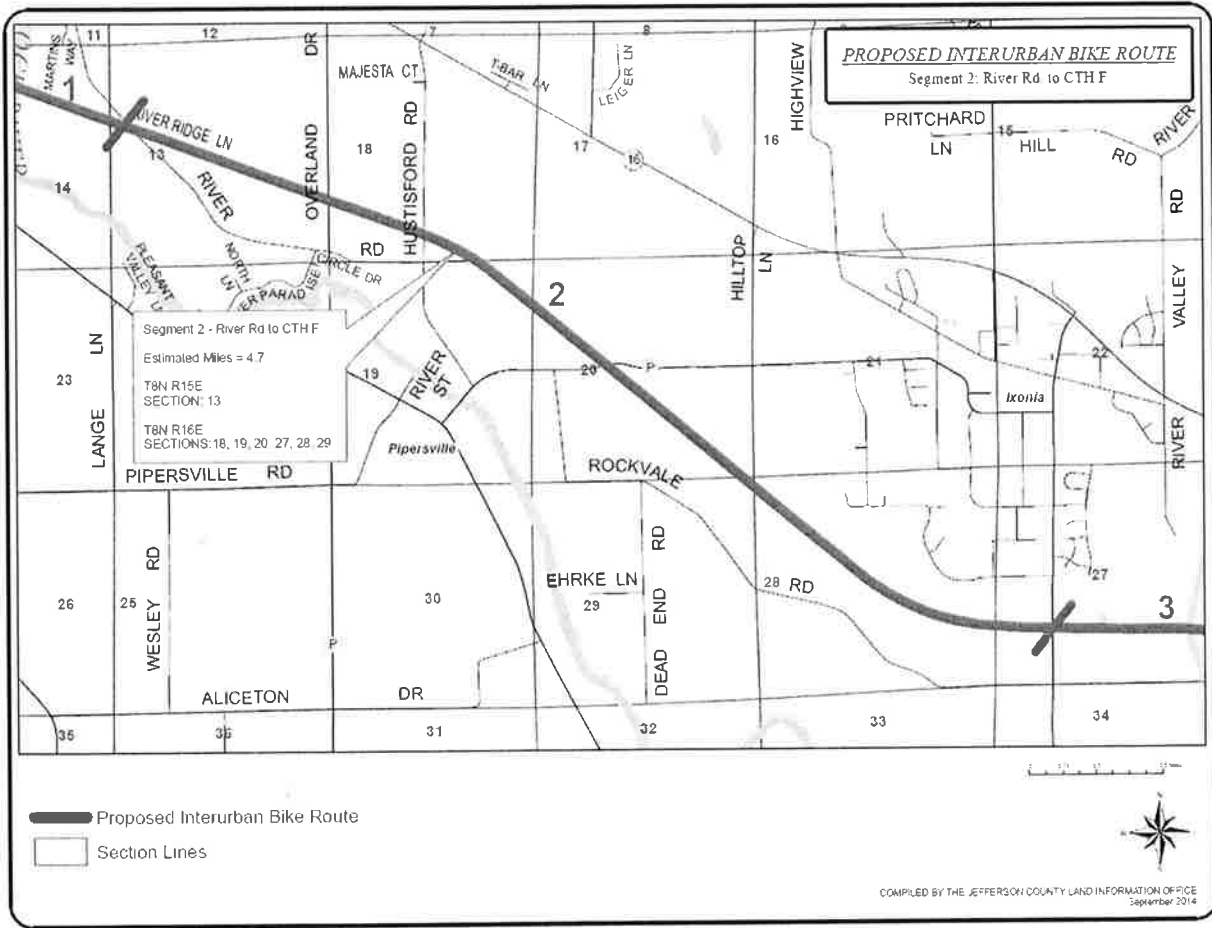 PROPOSED INTERURBAN BIKE ROUTE
Segment 2: River Rd. to CTH F
11
12
7
8
MARTINS
WAY
1
RIVER RIDGE LN
13
14
RIVER
RD
OVERLAND
DR
MAJESTA CT
18
HUSTISFORD RD
T-BAR LN
LEIGER LN
17
16
16
HIGHVIEW
PRITCHARD
LN
15
HILL
RD
RIVER
PLEASANT
VALLEY
NORTH
LN
PARADISE
CIRCLE DR
HILLTOP
LN
VALLEY
RD
RIVER
2
Segment 2 - River Rd to CTH F
Estimated Miles = 4.7
T8N R15E
SECTION: 13
T8N R16E
SECTIONS:18, 19, 20, 27, 28, 29
23
LANGE LN
19
RIVER
ST
20
P
21
22
Ixonia
Pipersville
PIPERSVILLE RD
ROCKVALE
RD
26
25
WESLEY RD
P
30
EHRKE LN
29
DEAD END RD
28
27
3
ALICETON DR
35
36
31
32
33
34
Proposed Interurban Bike Route
Section Lines
COMPILED BY THE JEFFERSON COUNTY LAND INFORMATION OFFICE
September 2014